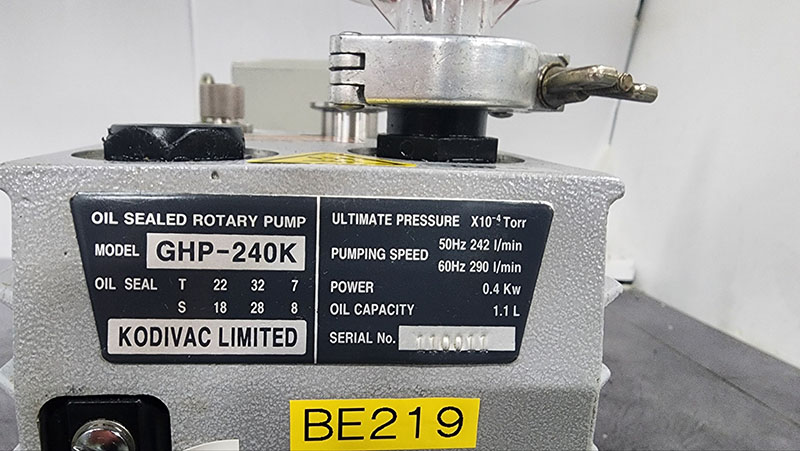 OIL SEALED ROTARY PUMP
MODEL GHP-240K
OIL SEAL T 22 32 7
S 18 28 8
KODIVAC LIMITED
ULTIMATE PRESSURE X10⁻⁴ Torr
PUMPING SPEED 50Hz 242 l/min
60Hz 290 l/min
POWER 0.4 Kw
OIL CAPACITY 1.1 L
SERIAL No. 110011
BE219